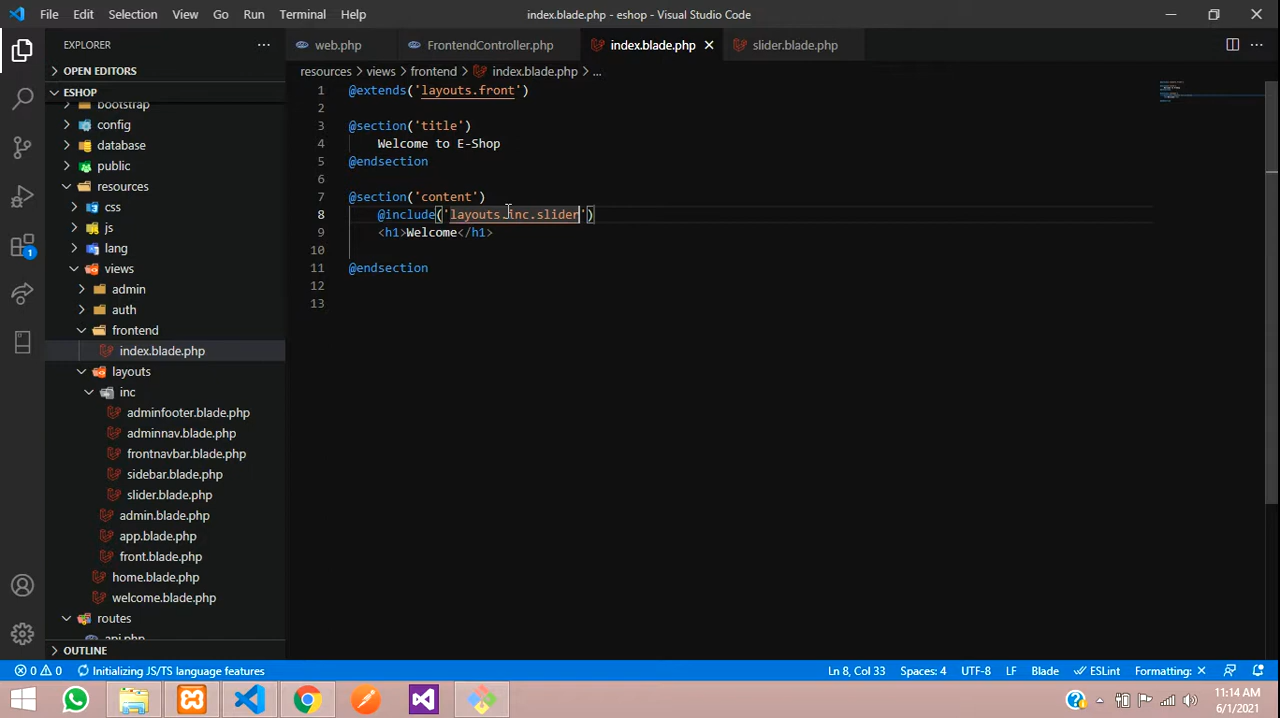 File Edit Selection View Go Run Terminal Help
index.blade.php - eshop - Visual Studio Code
EXPLORER
web.php
FrontendController.php
index.blade.php
slider.blade.php
OPEN EDITORS
resources > views > frontend > index.blade.php > ...
ESHOP
bootstrap
config
database
public
resources
css
js
lang
views
admin
auth
frontend
index.blade.php
layouts
inc
adminfooter.blade.php
adminnav.blade.php
frontnavbar.blade.php
sidebar.blade.php
slider.blade.php
admin.blade.php
app.blade.php
front.blade.php
home.blade.php
welcome.blade.php
routes
api.php
OUTLINE
1 @extends('layouts.front')
2
3 @section('title')
4 Welcome to E-Shop
5 @endsection
6
7 @section('content')
8 @include('layouts.inc.slider')
9 <h1>Welcome</h1>
10
11 @endsection
12
13
1
0 0 Initializing JS/TS language features
Ln 8, Col 33 Spaces: 4 UTF-8 LF Blade ESLint Formatting: ✕
11:14 AM
6/1/2021